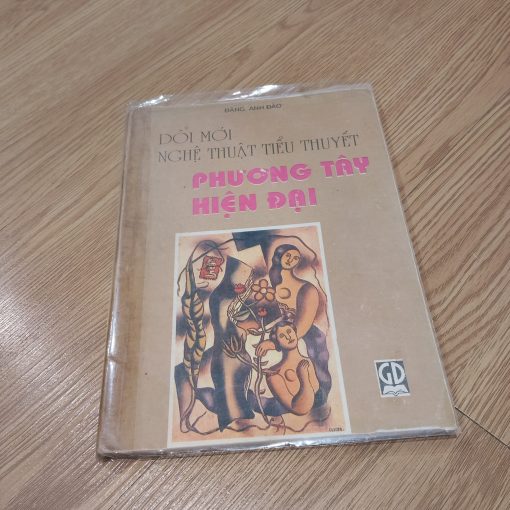 ĐẶNG ANH ĐÀO
ĐỔI MỚI
NGHỆ THUẬT TIỂU THUYẾT
PHƯƠNG TÂY
HIỆN ĐẠI
GD